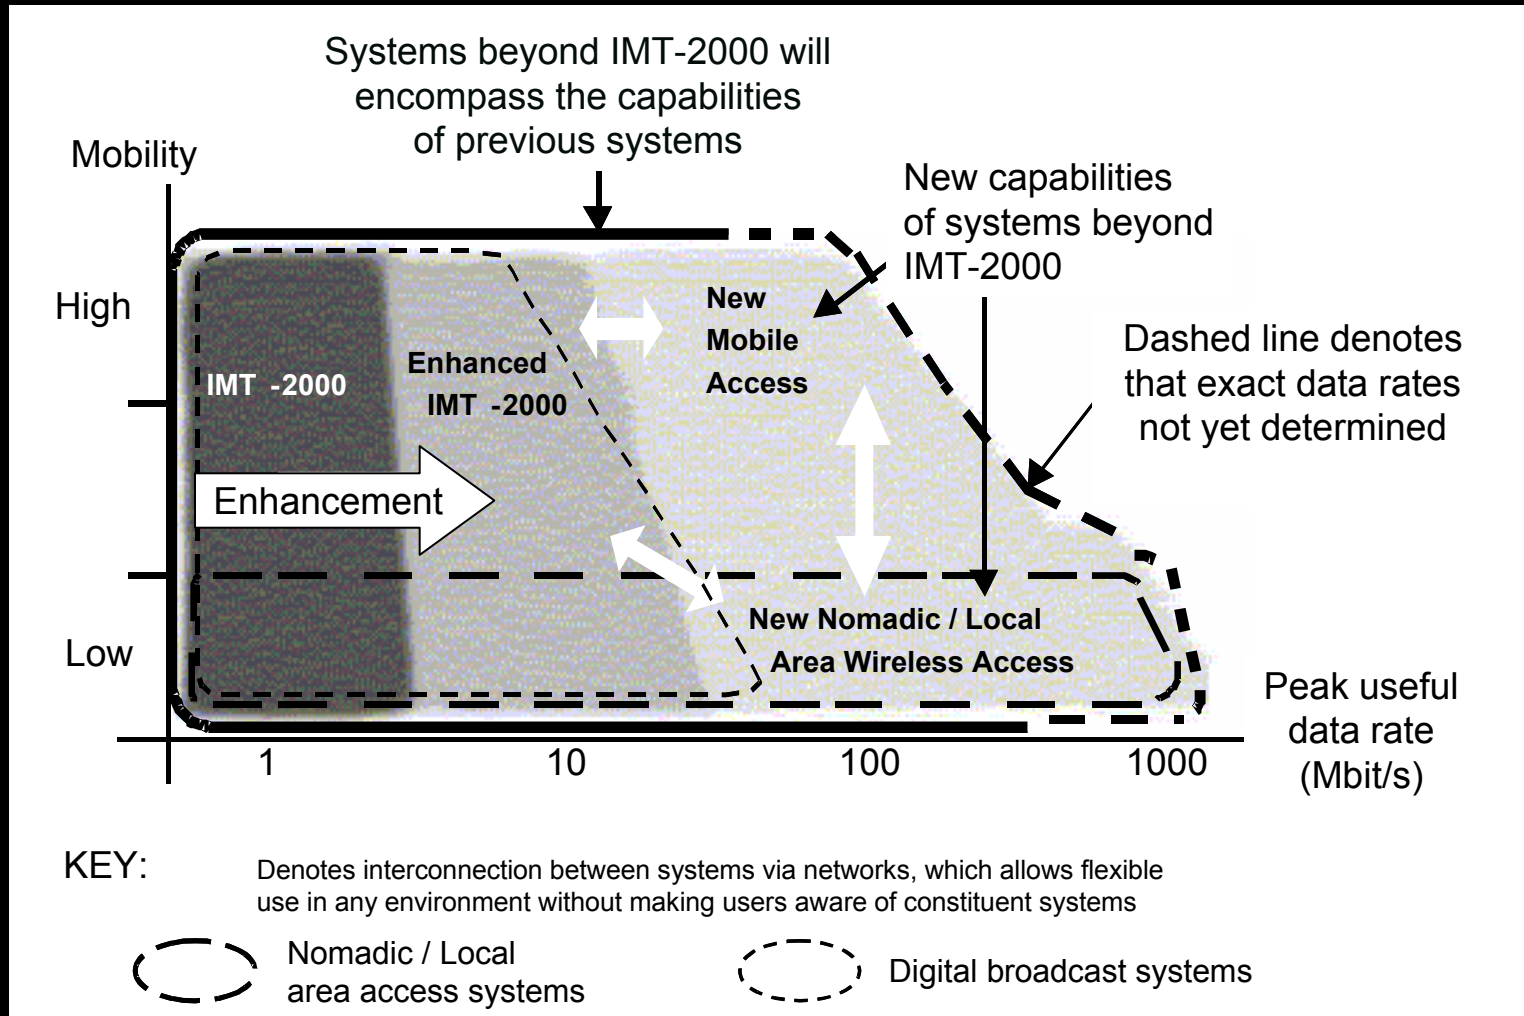 Systems beyond IMT-2000 will
encompass the capabilities
of previous systems
Mobility
New capabilities
of systems beyond
IMT-2000
High
New
Mobile
Access
Dashed line denotes
that exact data rates
not yet determined
Enhanced
IMT -2000
IMT -2000
Enhancement
Low
New Nomadic / Local
Area Wireless Access
Peak useful
data rate
(Mbit/s)
1 10 100 1000
KEY:
Denotes interconnection between systems via networks, which allows flexible
use in any environment without making users aware of constituent systems
Nomadic / Local
area access systems
Digital broadcast systems